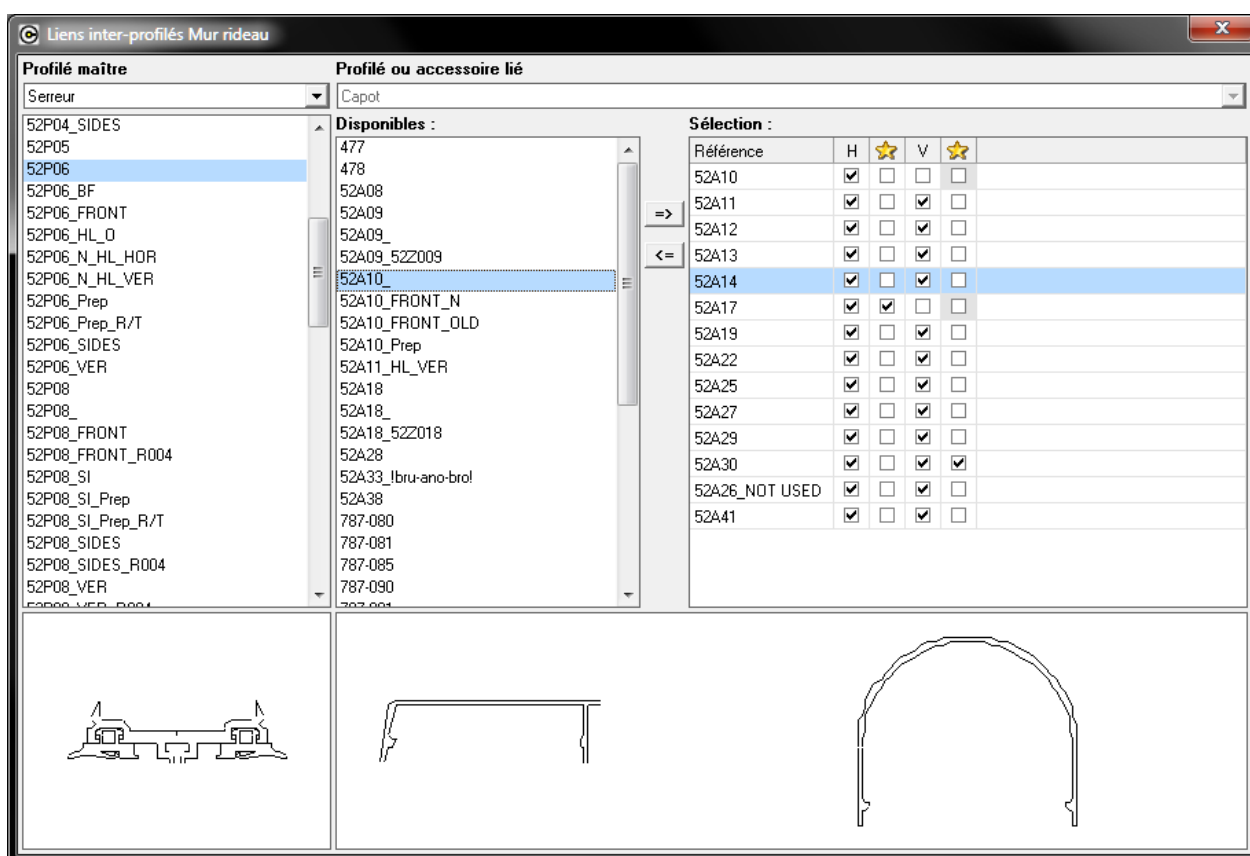 Liens inter-profilés Mur rideau
Profilé maître
Serreur
52P04_SIDES
52P05
52P06
52P06_BF
52P06_FRONT
52P06_HL_O
52P06_N_HL_HOR
52P06_N_HL_VER
52P06_Prep
52P06_Prep_R/T
52P06_SIDES
52P06_VER
52P08
52P08_
52P08_FRONT
52P08_FRONT_R004
52P08_SI
52P08_SI_Prep
52P08_SI_Prep_R/T
52P08_SIDES
52P08_SIDES_R004
52P08_VER
Profilé ou accessoire lié
Capot
Disponibles :
477
478
52A08
52A09
52A09_
52A09_52Z009
52A10_
52A10_FRONT_N
52A10_FRONT_OLD
52A10_Prep
52A11_HL_VER
52A18
52A18_
52A18_52Z018
52A28
52A33_!bru-ano-bro!
52A38
787-080
787-081
787-085
787-090
=>
<=
Sélection :
Référence H V
52A10
52A11
52A12
52A13
52A14
52A17
52A19
52A22
52A25
52A27
52A29
52A30
52A26_NOT USED
52A41